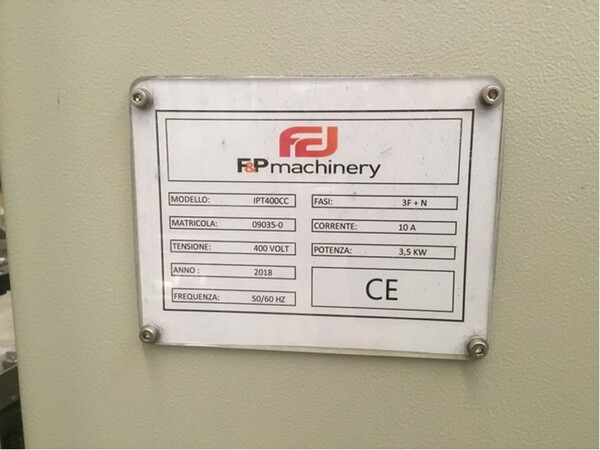 F&P machinery
MODELLO: IPT400CC
FASI: 3F + N
MATRICOLA: 09035-0
CORRENTE: 10 A
TENSIONE: 400 VOLT
POTENZA: 3,5 KW
ANNO : 2018
FREQUENZA: 50/60 HZ
CE